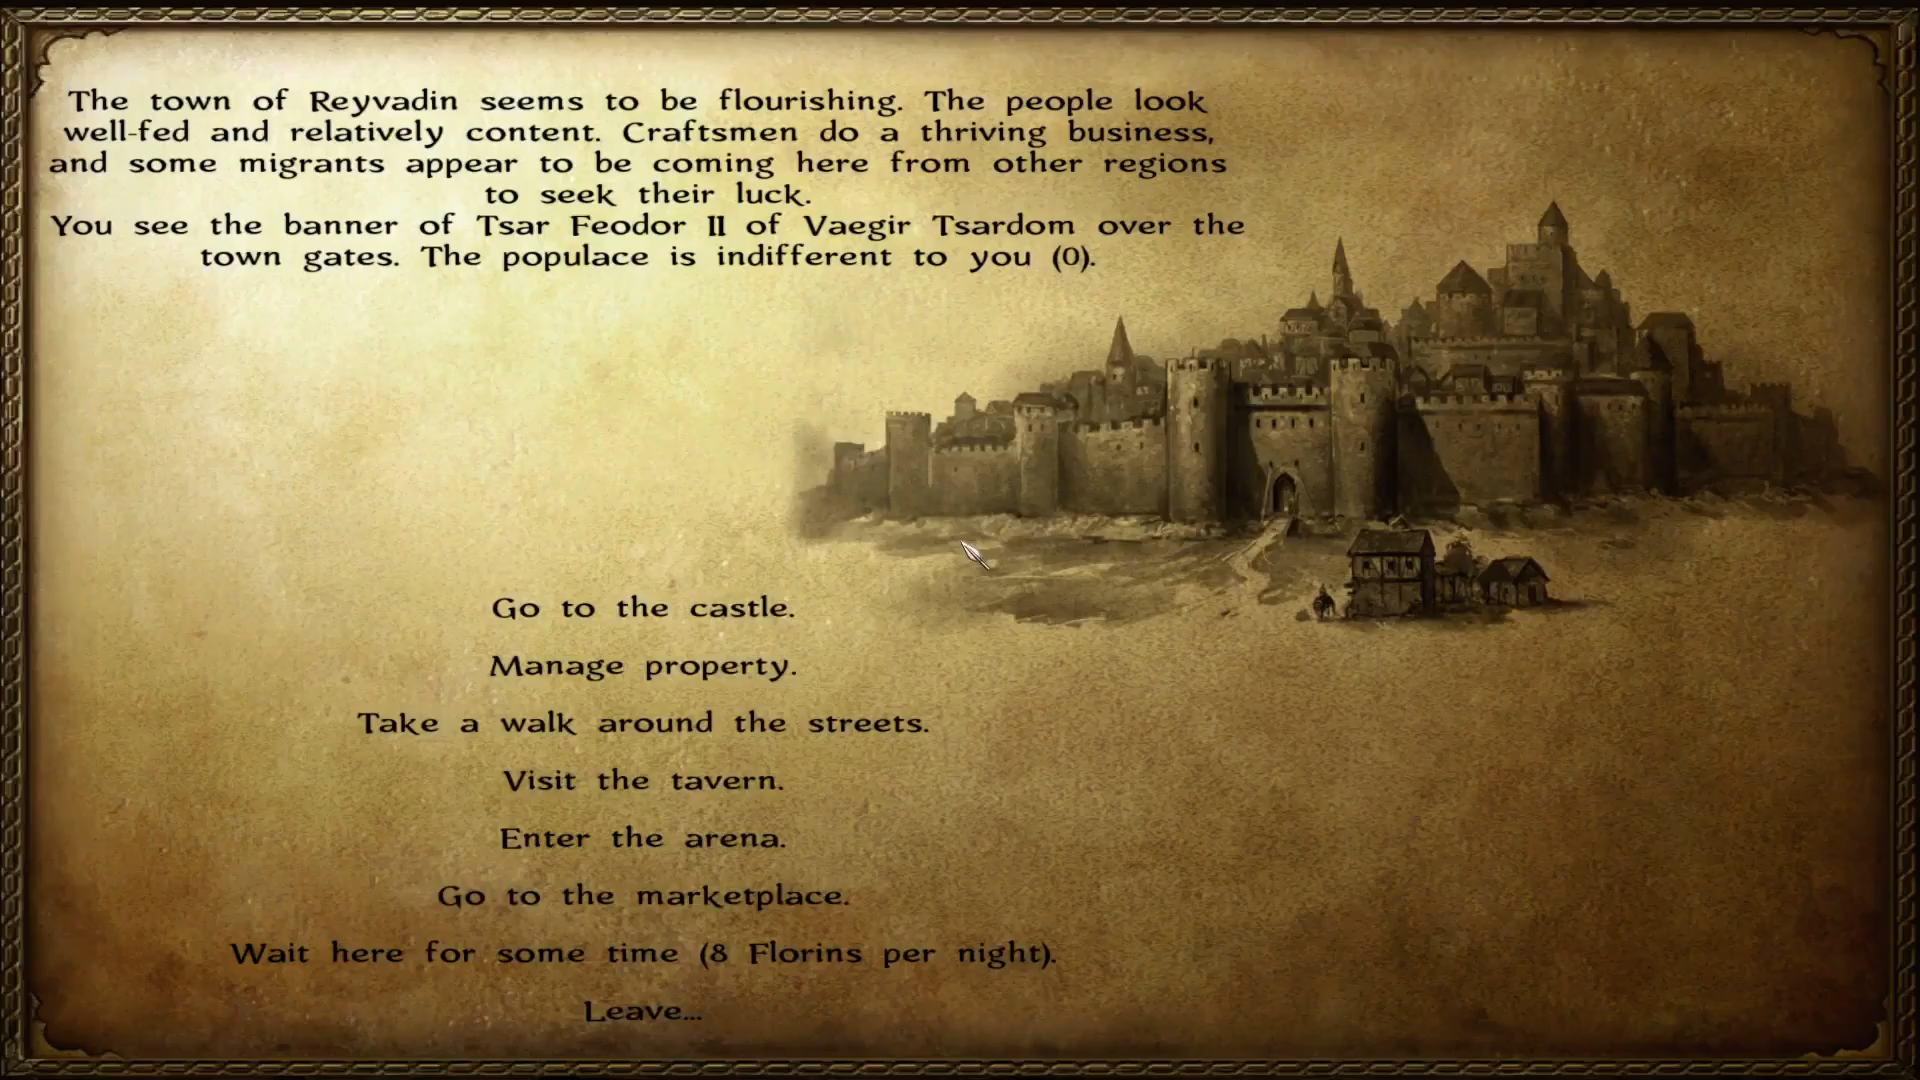 The town of Reyvadin seems to be flourishing. The people look
well-fed and relatively content. Craftsmen do a thriving business,
and some migrants appear to be coming here from other regions
to seek their luck.
You see the banner of Tsar Feodor II of Vaegir Tsardom over the
town gates. The populace is indifferent to you (0).
Go to the castle.
Manage property.
Take a walk around the streets.
Visit the tavern.
Enter the arena.
Go to the marketplace.
Wait here for some time (8 Florins per night).
Leave...